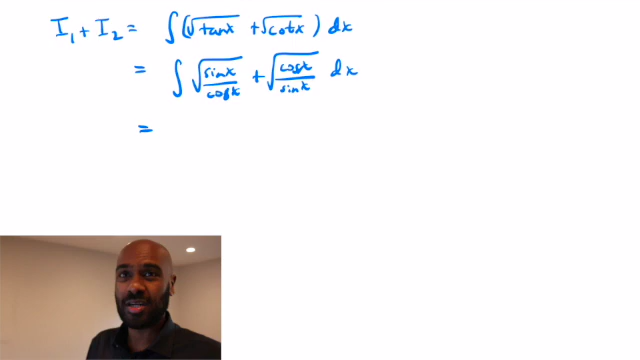 I₁ + I₂ = ∫(√tanx + √cotx) dx
= ∫ √(sinx/cosx) + √(cosx/sinx) dx
=